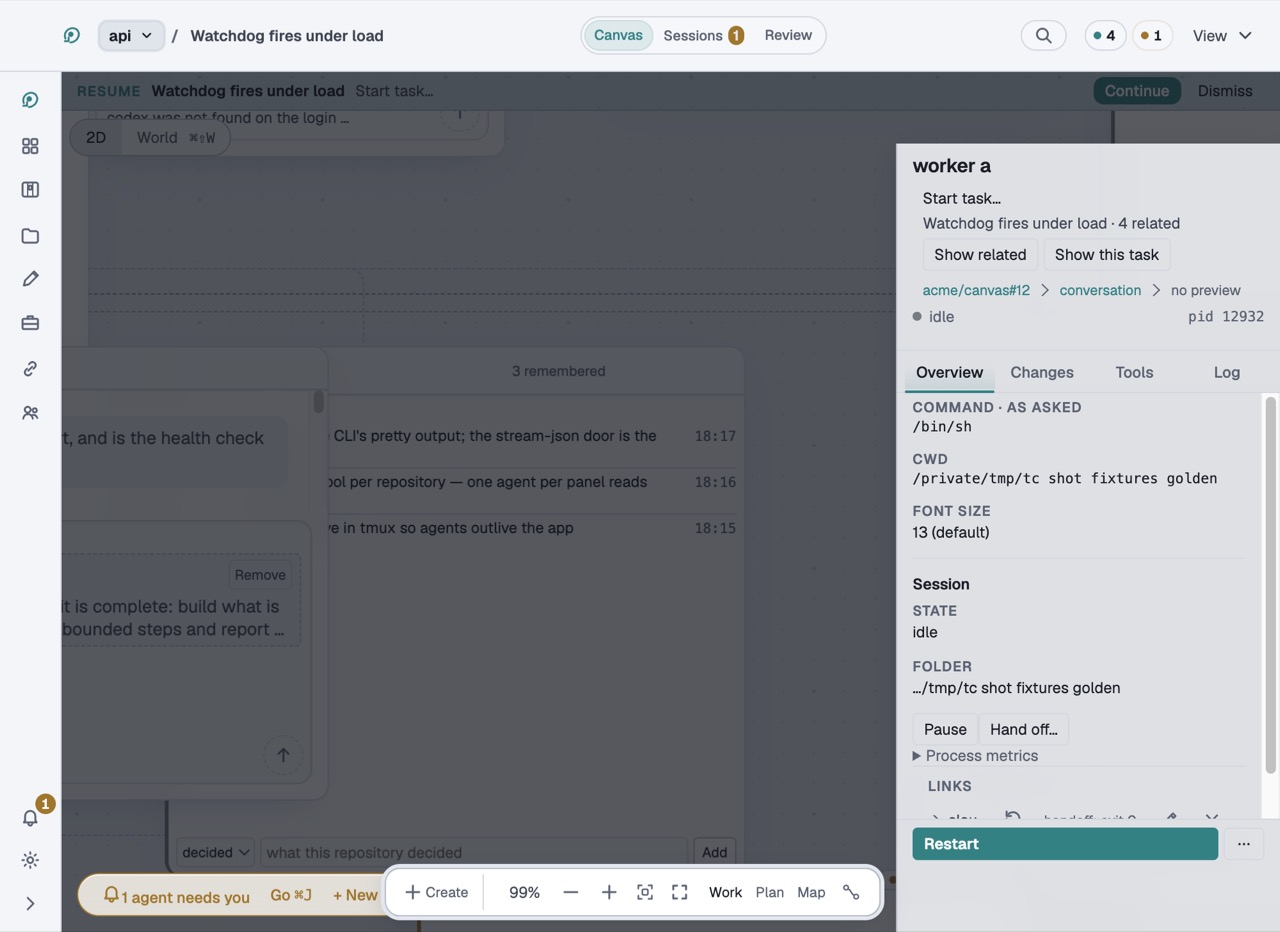 api / Watchdog fires under load
Canvas Sessions 1 Review
4 1 View
RESUME Watchdog fires under load Start task… Continue Dismiss
codex was not found on the login ...
2D World ⌘⇧W
worker a
Start task…
Watchdog fires under load · 4 related
Show related Show this task
acme/canvas#12 conversation no preview
idle pid 12932
Overview Changes Tools Log
COMMAND · AS ASKED
/bin/sh
CWD
/private/tmp/tc shot fixtures golden
FONT SIZE
13 (default)
Session
STATE
idle
FOLDER
…/tmp/tc shot fixtures golden
Pause Hand off…
Process metrics
LINKS
Restart ...
3 remembered
CLI's pretty output; the stream-json door is the 18:17
per repository — one agent per panel reads 18:16
in tmux so agents outlive the app 18:15
, and is the health check
Remove
it is complete: build what is
bounded steps and report ...
decided what this repository decided Add
1
1 agent needs you Go ⌘J + New
Create 99% Work Plan Map